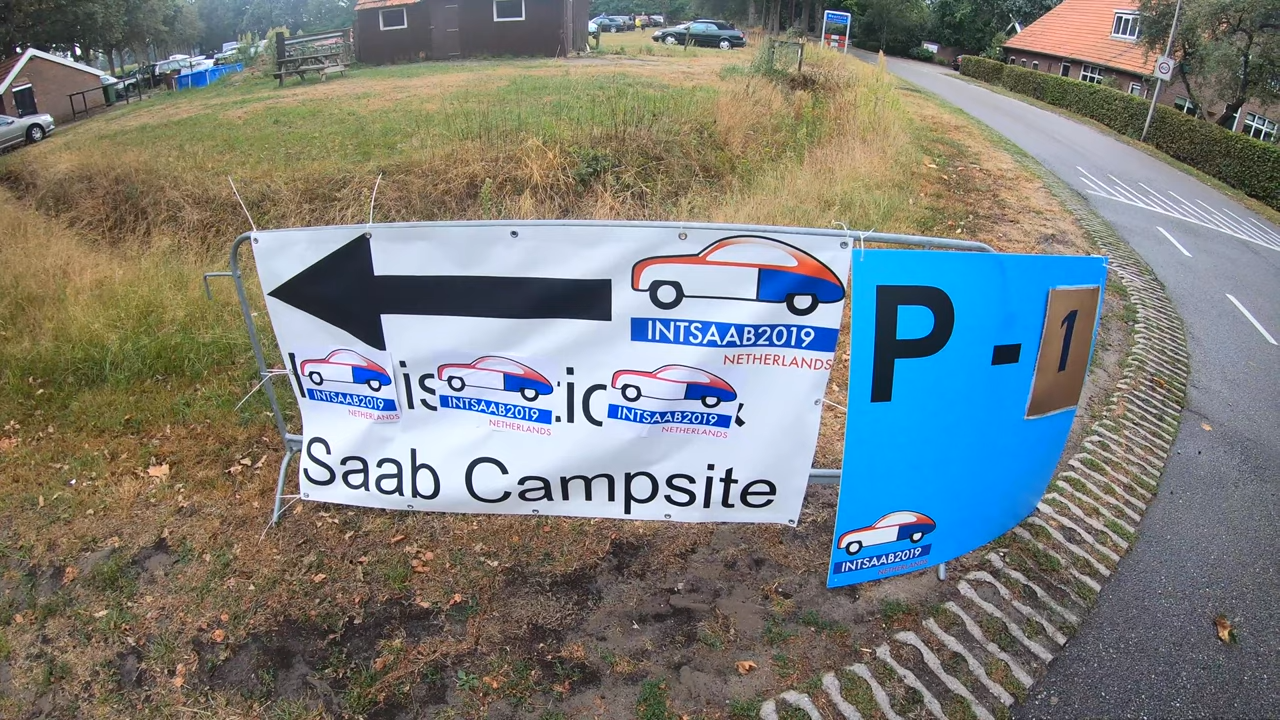 INTSAAB2019
NETHERLANDS
INTSAAB2019
NETHERLANDS
INTSAAB2019
NETHERLANDS
INTSAAB2019
NETHERLANDS
Saab Campsite
P - 1
INTSAAB2019
NETHERLANDS